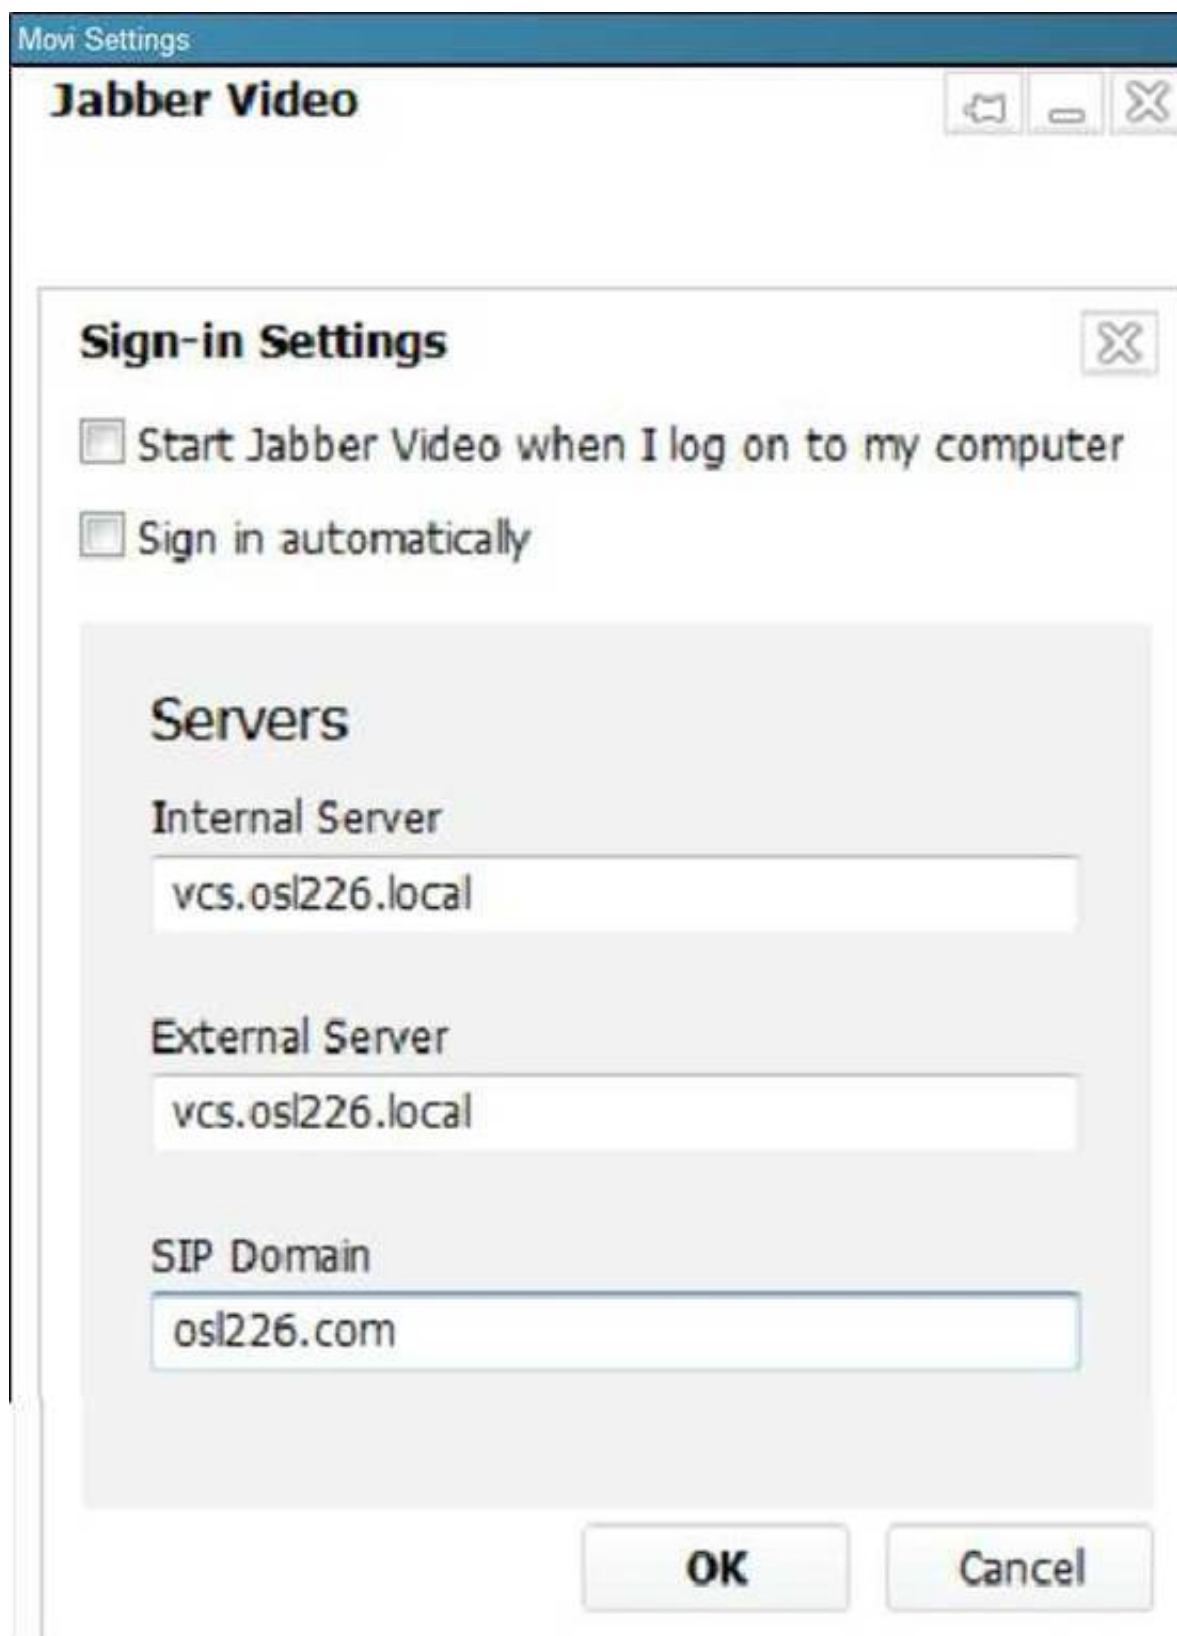 Movi Settings
Jabber Video
Sign-in Settings
Start Jabber Video when I log on to my computer
Sign in automatically
Servers
Internal Server
vcs.osl226.local
External Server
vcs.osl226.local
SIP Domain
osl226.com
OK
Cancel